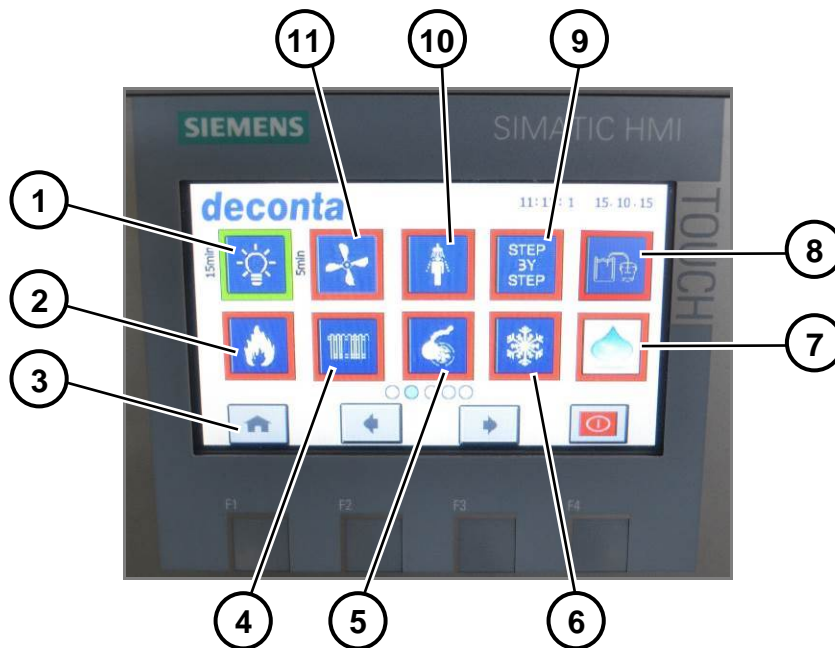 11 10 9
SIEMENS SIMATIC HMI
1 deconta 15.10.15
TOUCH
15min 5min STEP
BY
STEP
8
2
7
3
F1 F2 F3 F4
4 5 6